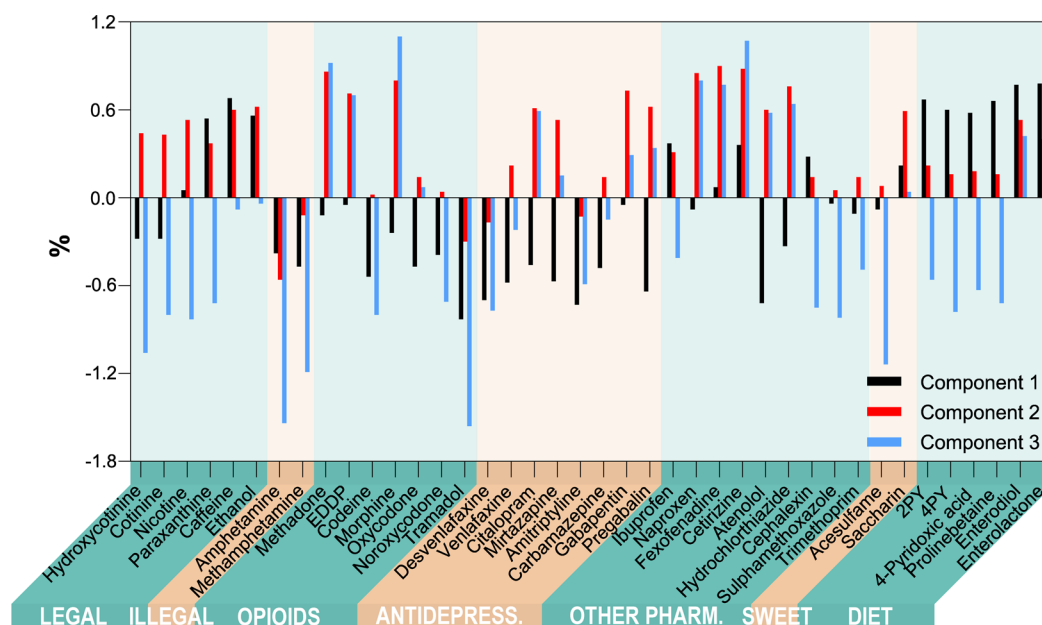 1.2
0.6
0.0
-0.6
-1.2
-1.8
%
Component 1
Component 2
Component 3
Hydroxycotinine
Cotinine
Nicotine
Paraxanthine
Caffeine
Ethanol
Amphetamine
Methamphetamine
Methadone
EDDP
Codeine
Morphine
Oxycodone
Noroxycodone
Tramadol
Desvenlafaxine
Venlafaxine
Citalopram
Mirtazapine
Amitriptyline
Carbamazepine
Gabapentin
Pregabalin
Ibuprofen
Naproxen
Fexofenadine
Cetirizine
Atenolol
Hydrochlorthiazide
Cephalexin
Sulphamethoxazole
Trimethoprim
Acesulfame
Saccharin
2PY
4PY
4-Pyridoxic acid
Prolinebetane
Enterodiol
Enterolactone
LEGAL
ILLEGAL
OPIOIDS
ANTIDEPRESS.
OTHER PHARM.
SWEET
DIET